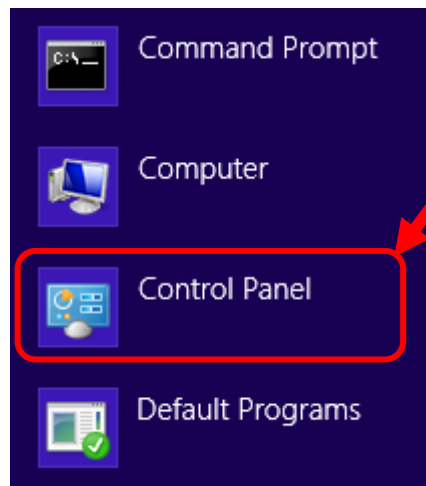 C:\_
Command Prompt
Computer
Control Panel
Default Programs